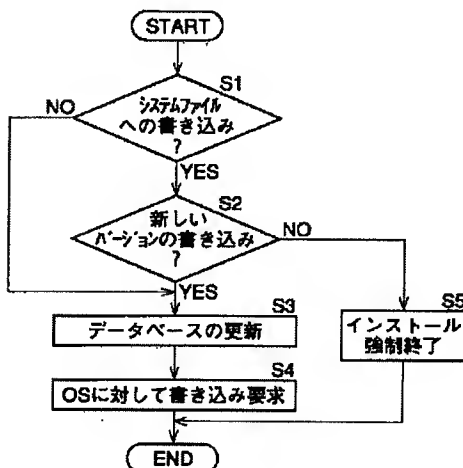 START
S1
NO
システムファイル
への書き込み
?
YES
S2
新しい
バージョンの書き込み
?
NO
YES
S3
データベースの更新
S5
インストール
強制終了
S4
OSに対して書き込み要求
END